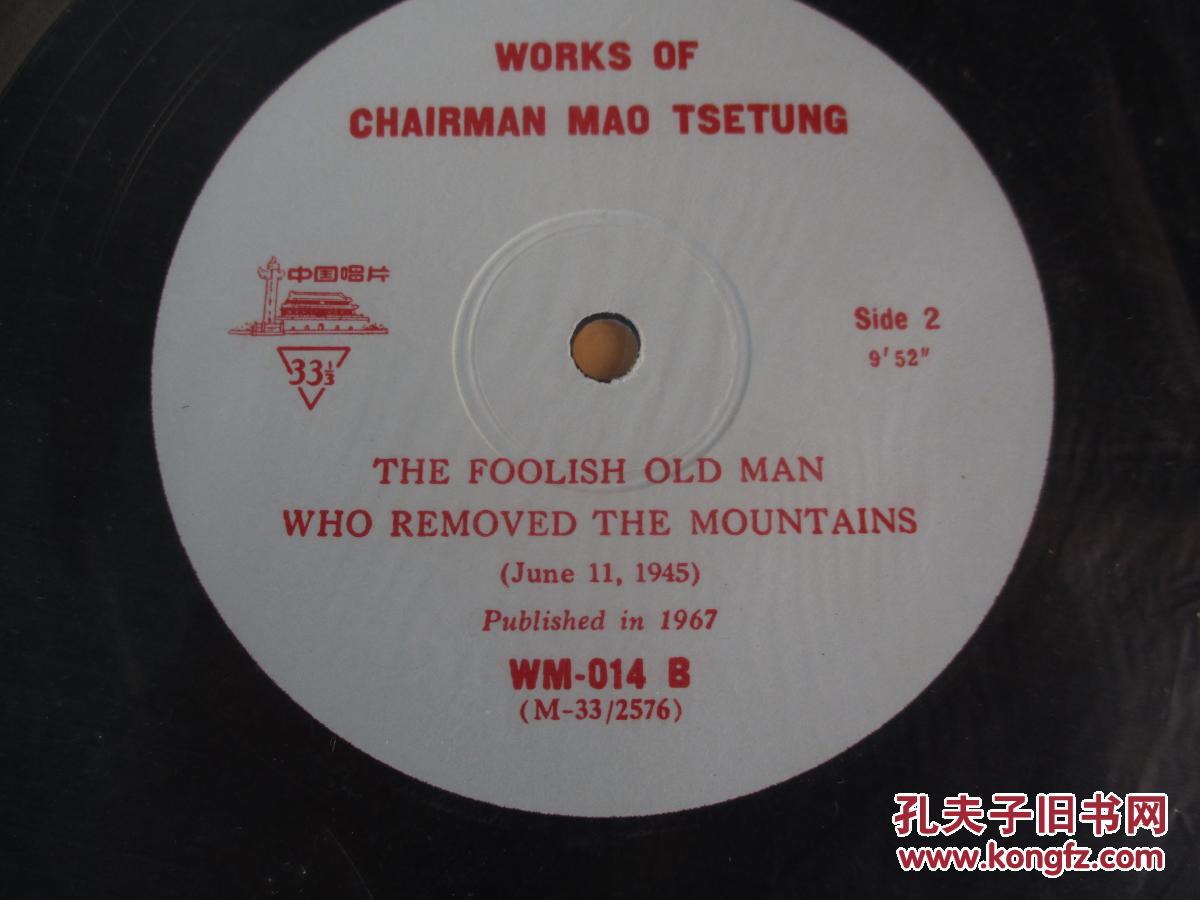 WORKS OF
CHAIRMAN MAO TSETUNG
中国唱片
33⅓
Side 2
9' 52"
THE FOOLISH OLD MAN
WHO REMOVED THE MOUNTAINS
(June 11, 1945)
Published in 1967
WM-014 B
(M-33/2576)
孔夫子旧书网
www.kongfz.com